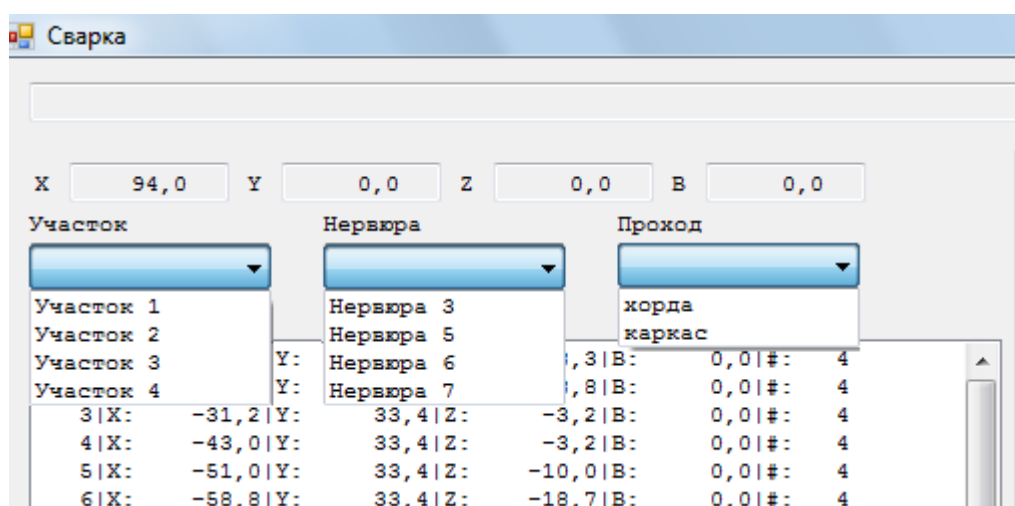 Сварка
X 94,0 Y 0,0 Z 0,0 B 0,0
Участок Нервюра Проход
Участок 1 Нервюра 3 хорда
Участок 2 Нервюра 5 каркас
Участок 3 Y: Нервюра 6 ,3|B: 0,0|#: 4
Участок 4 Y: Нервюра 7 ,8|B: 0,0|#: 4
3|X: -31,2|Y: 33,4|Z: -3,2|B: 0,0|#: 4
4|X: -43,0|Y: 33,4|Z: -3,2|B: 0,0|#: 4
5|X: -51,0|Y: 33,4|Z: -10,0|B: 0,0|#: 4
6|X: -58,8|Y: 33,4|Z: -18,7|B: 0,0|#: 4